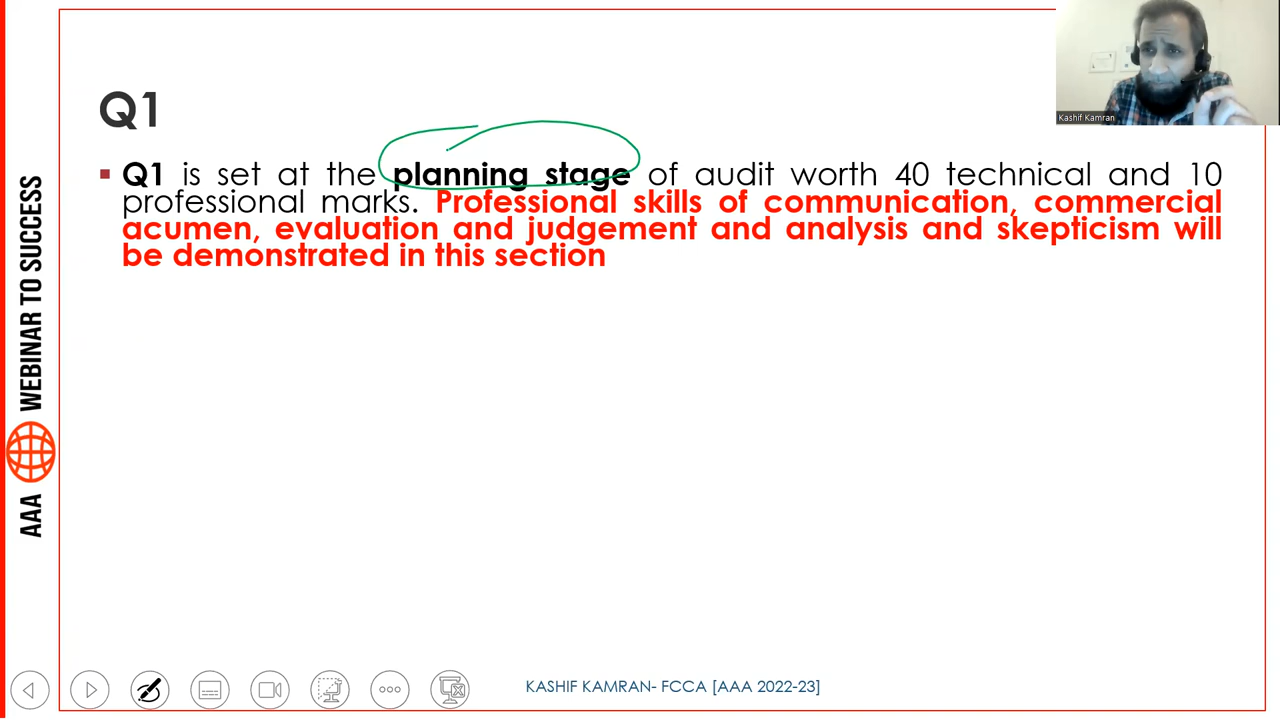 Q1
Q1 is set at the planning stage of audit worth 40 technical and 10
professional marks. Professional skills of communication, commercial
acumen, evaluation and judgement and analysis and skepticism will
be demonstrated in this section
AAA WEBINAR TO SUCCESS
Kashif Kamran
KASHIF KAMRAN- FCCA [AAA 2022-23]